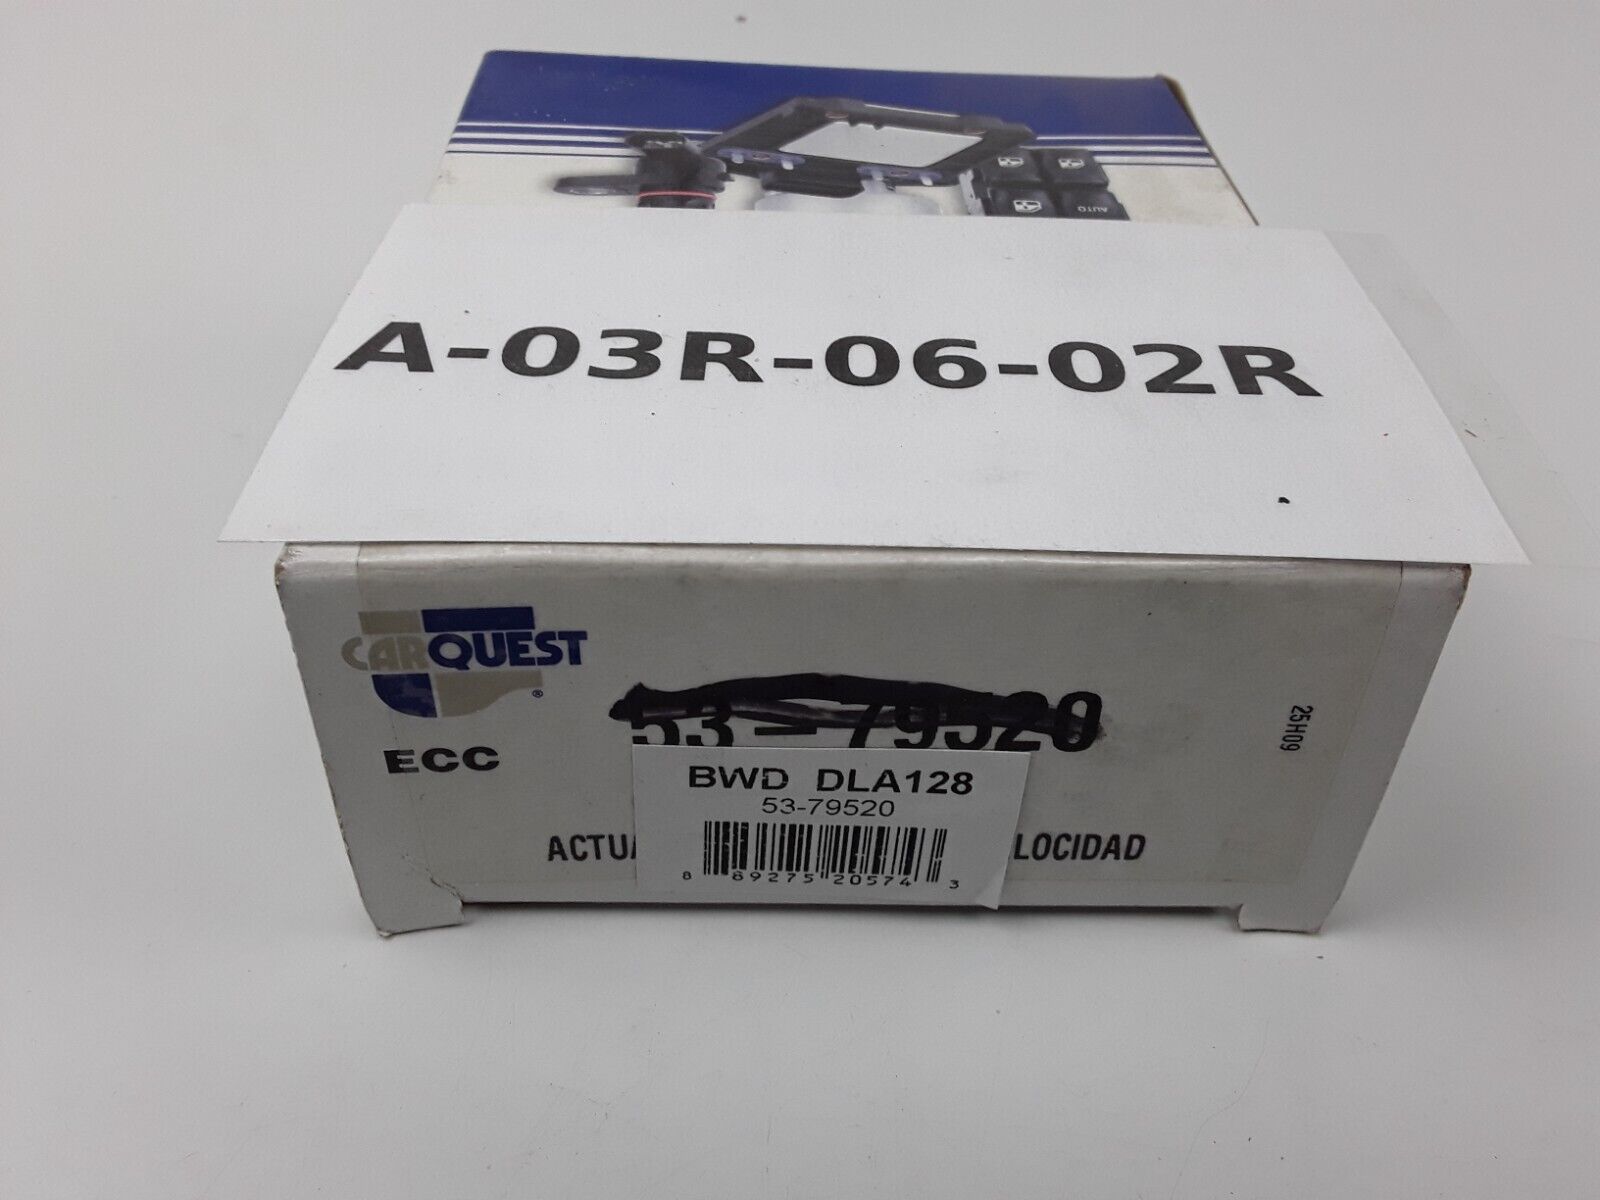 AUTO
A-03R-06-02R
CARQUEST
®
53-79520
25H09
ECC
BWD DLA128
53-79520
ACTUA LOCIDAD
8 89275 20574 3